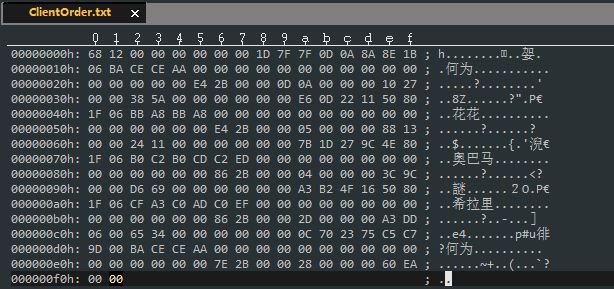 ClientOrder.txt
0 1 2 3 4 5 6 7 8 9 a b c d e f
00000000h: 68 12 00 00 00 00 00 00 1D 7F 7F 0D 0A 8A 8E 1B ; h........
00000010h: 06 BA CE CE AA 00 00 00 00 00 00 00 00 00 00 00 ; .何为...........
00000020h: 00 00 00 00 00 E4 2B 00 00 0D 0A 00 00 00 10 27 ; .....?........'
00000030h: 00 00 38 5A 00 00 00 00 00 E6 0D 22 11 50 80 ; ..8Z......?".P€
00000040h: 1F 06 BB A8 BB A8 00 00 00 00 00 00 00 00 00 00 ; ..花花..........
00000050h: 00 00 00 00 00 00 E4 2B 00 00 05 00 00 00 88 13 ; ......?......?
00000060h: 00 00 24 11 00 00 00 00 00 00 7B 1D 27 9C 4E 80 ; ..$.......{.'淣€
00000070h: 1F 06 B0 C2 B0 CD C2 ED 00 00 00 00 00 00 00 00 ; ..奥巴马........
00000080h: 00 00 00 00 00 00 86 2B 00 00 04 00 00 00 3C 9C ; ......?......<?
00000090h: 00 00 D6 69 00 00 00 00 00 00 A3 B2 4F 16 50 80 ; ..謎......２O.P€
000000a0h: 1F 06 CF A3 C0 AD C0 EF 00 00 00 00 00 00 00 00 ; ..希拉里........
000000b0h: 00 00 00 00 00 00 86 2B 00 00 2D 00 00 00 A3 DD ; ......?..-...］
000000c0h: 06 00 65 34 00 00 00 00 00 00 0C 70 23 75 C5 C7 ; ..e4.......p#u徘
000000d0h: 9D 00 BA CE CE AA 00 00 00 00 00 00 00 00 00 00 ; ?何为..........
000000e0h: 00 00 00 00 00 00 7E 2B 00 00 28 00 00 00 60 EA ; ......~+..(...`?
000000f0h: 00 00 ; ..